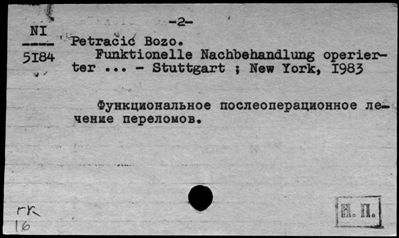 -2-
NI
5184
Petracic Bozo.
Funktionelle Nachbehandlung operier-
ter ... - Stuttgart ; New York, 1983
Функциональное послеоперационное ле-
чение переломов.
гк
16
Н. П.